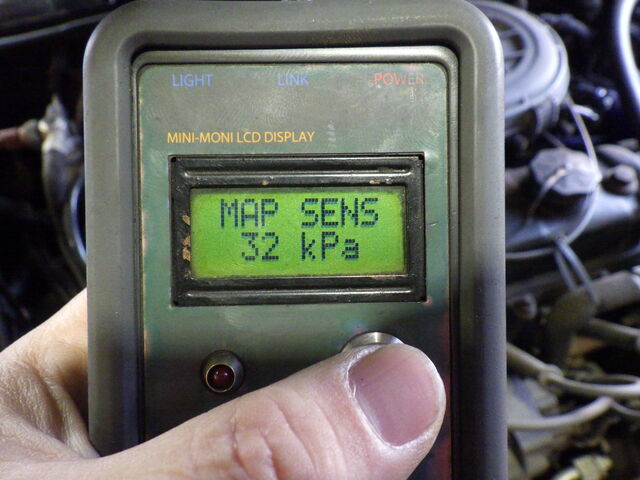 LIGHT LINK POWER
MINI-MONI LCD DISPLAY
MAP SENS
32 kPa